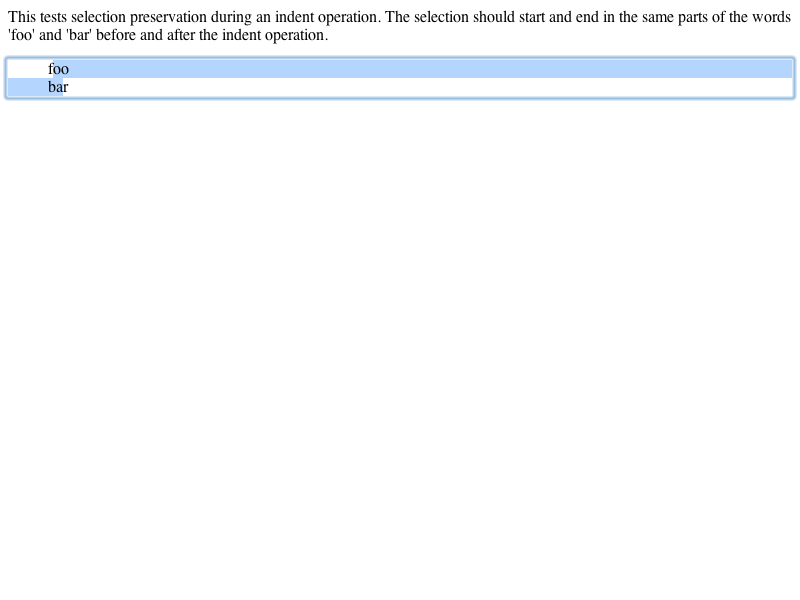 This tests selection preservation during an indent operation. The selection should start and end in the same parts of the words
'foo' and 'bar' before and after the indent operation.
foo
bar